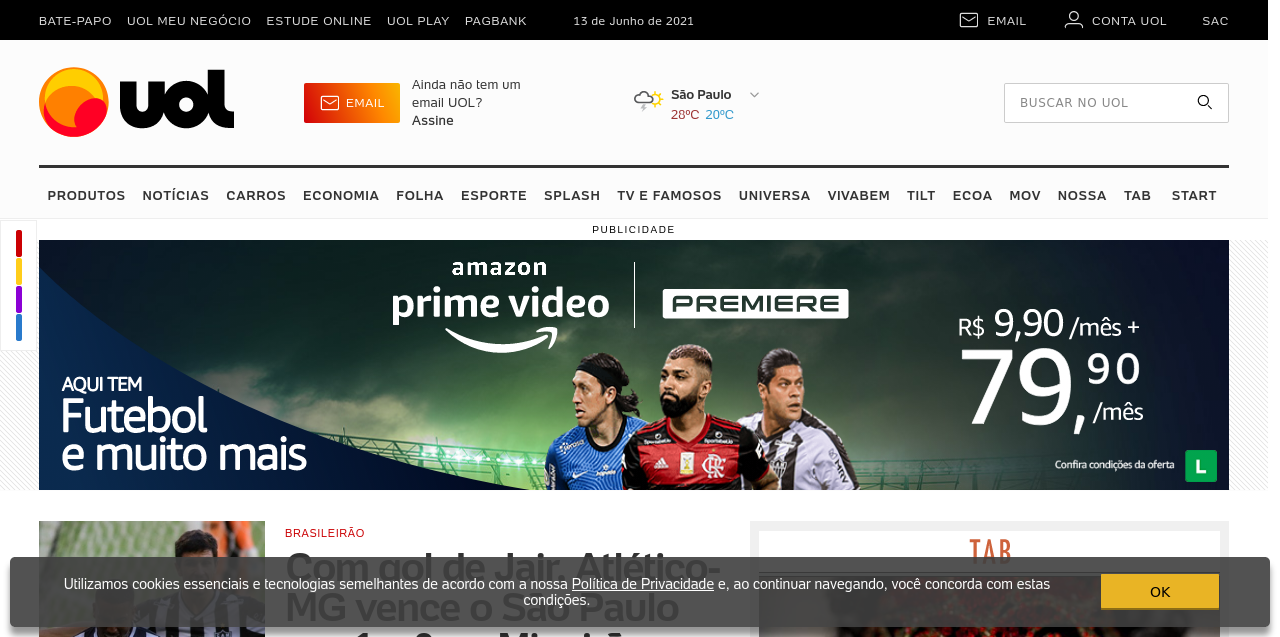 BATE-PAPO UOL MEU NEGÓCIO ESTUDE ONLINE UOL PLAY PAGBANK 13 de Junho de 2021 EMAIL CONTA UOL SAC
UOL
EMAIL
Ainda não tem um
email UOL?
Assine
São Paulo
28ºC 20ºC
BUSCAR NO UOL
PRODUTOS NOTÍCIAS CARROS ECONOMIA FOLHA ESPORTE SPLASH TV E FAMOSOS UNIVERSA VIVABEM TILT ECOA MOV NOSSA TAB START
PUBLICIDADE
amazon
prime video
PREMIERE
R$ 9,90 /mês +
79,90
/mês
AQUI TEM
Futebol
e muito mais
Confira condições da oferta L
BRASILEIRÃO
Com gol de Jair, Atlético-
MG vence o São Paulo
TAB
Utilizamos cookies essenciais e tecnologias semelhantes de acordo com a nossa Política de Privacidade e, ao continuar navegando, você concorda com estas
condições.
OK